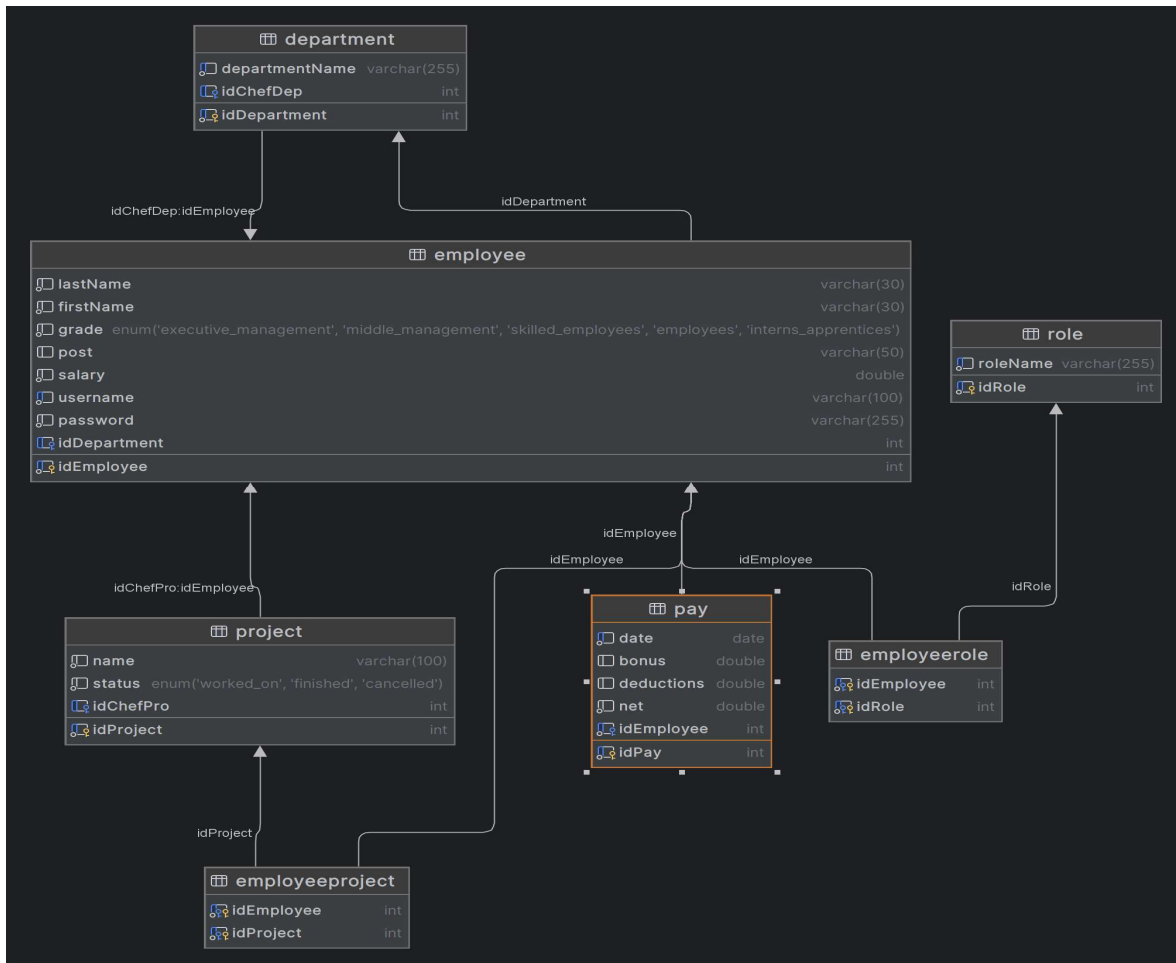 department
departmentName varchar(255)
idChefDep int
idDepartment int
idChefDep:idEmployee
idDepartment
employee
lastName varchar(30)
firstName varchar(30)
grade enum('executive_management', 'middle_management', 'skilled_employees', 'employees', 'interns_apprentices')
post varchar(50)
salary double
username varchar(100)
password varchar(255)
idDepartment int
idEmployee int
role
roleName varchar(255)
idRole int
idEmployee
idEmployee
idEmployee
idChefPro:idEmployee
idRole
project
name varchar(100)
status enum('worked_on', 'finished', 'cancelled')
idChefPro int
idProject int
pay
date date
bonus double
deductions double
net double
idEmployee int
idPay int
employeerole
idEmployee int
idRole int
idProject
employeeproject
idEmployee int
idProject int